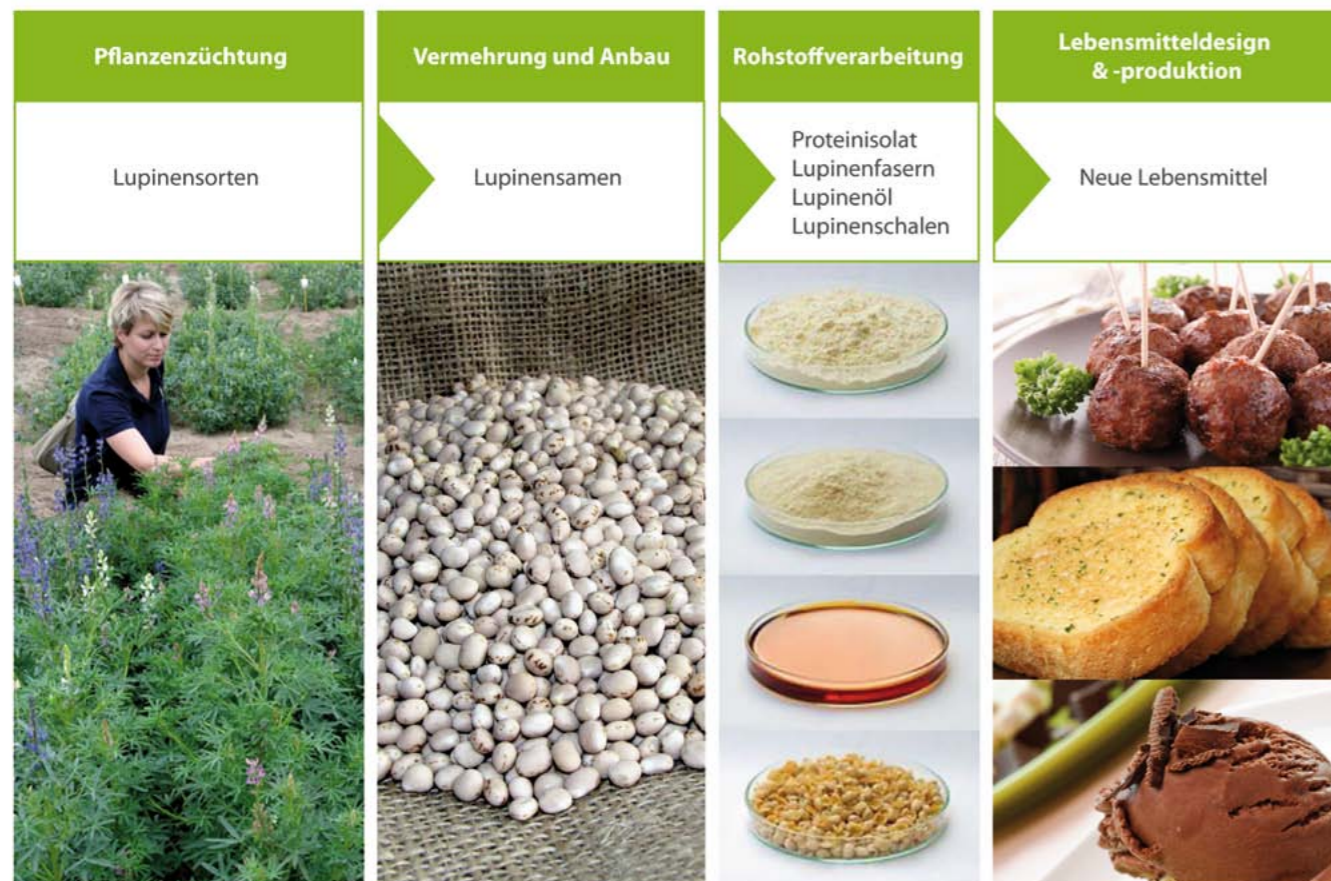 Pflanzenzüchtung
Lupinensorten
Vermehrung und Anbau
Lupinensamen
Rohstoffverarbeitung
Proteinisolat
Lupinenfasern
Lupinenöl
Lupinenschalen
Lebensmitteldesign
& -produktion
Neue Lebensmittel